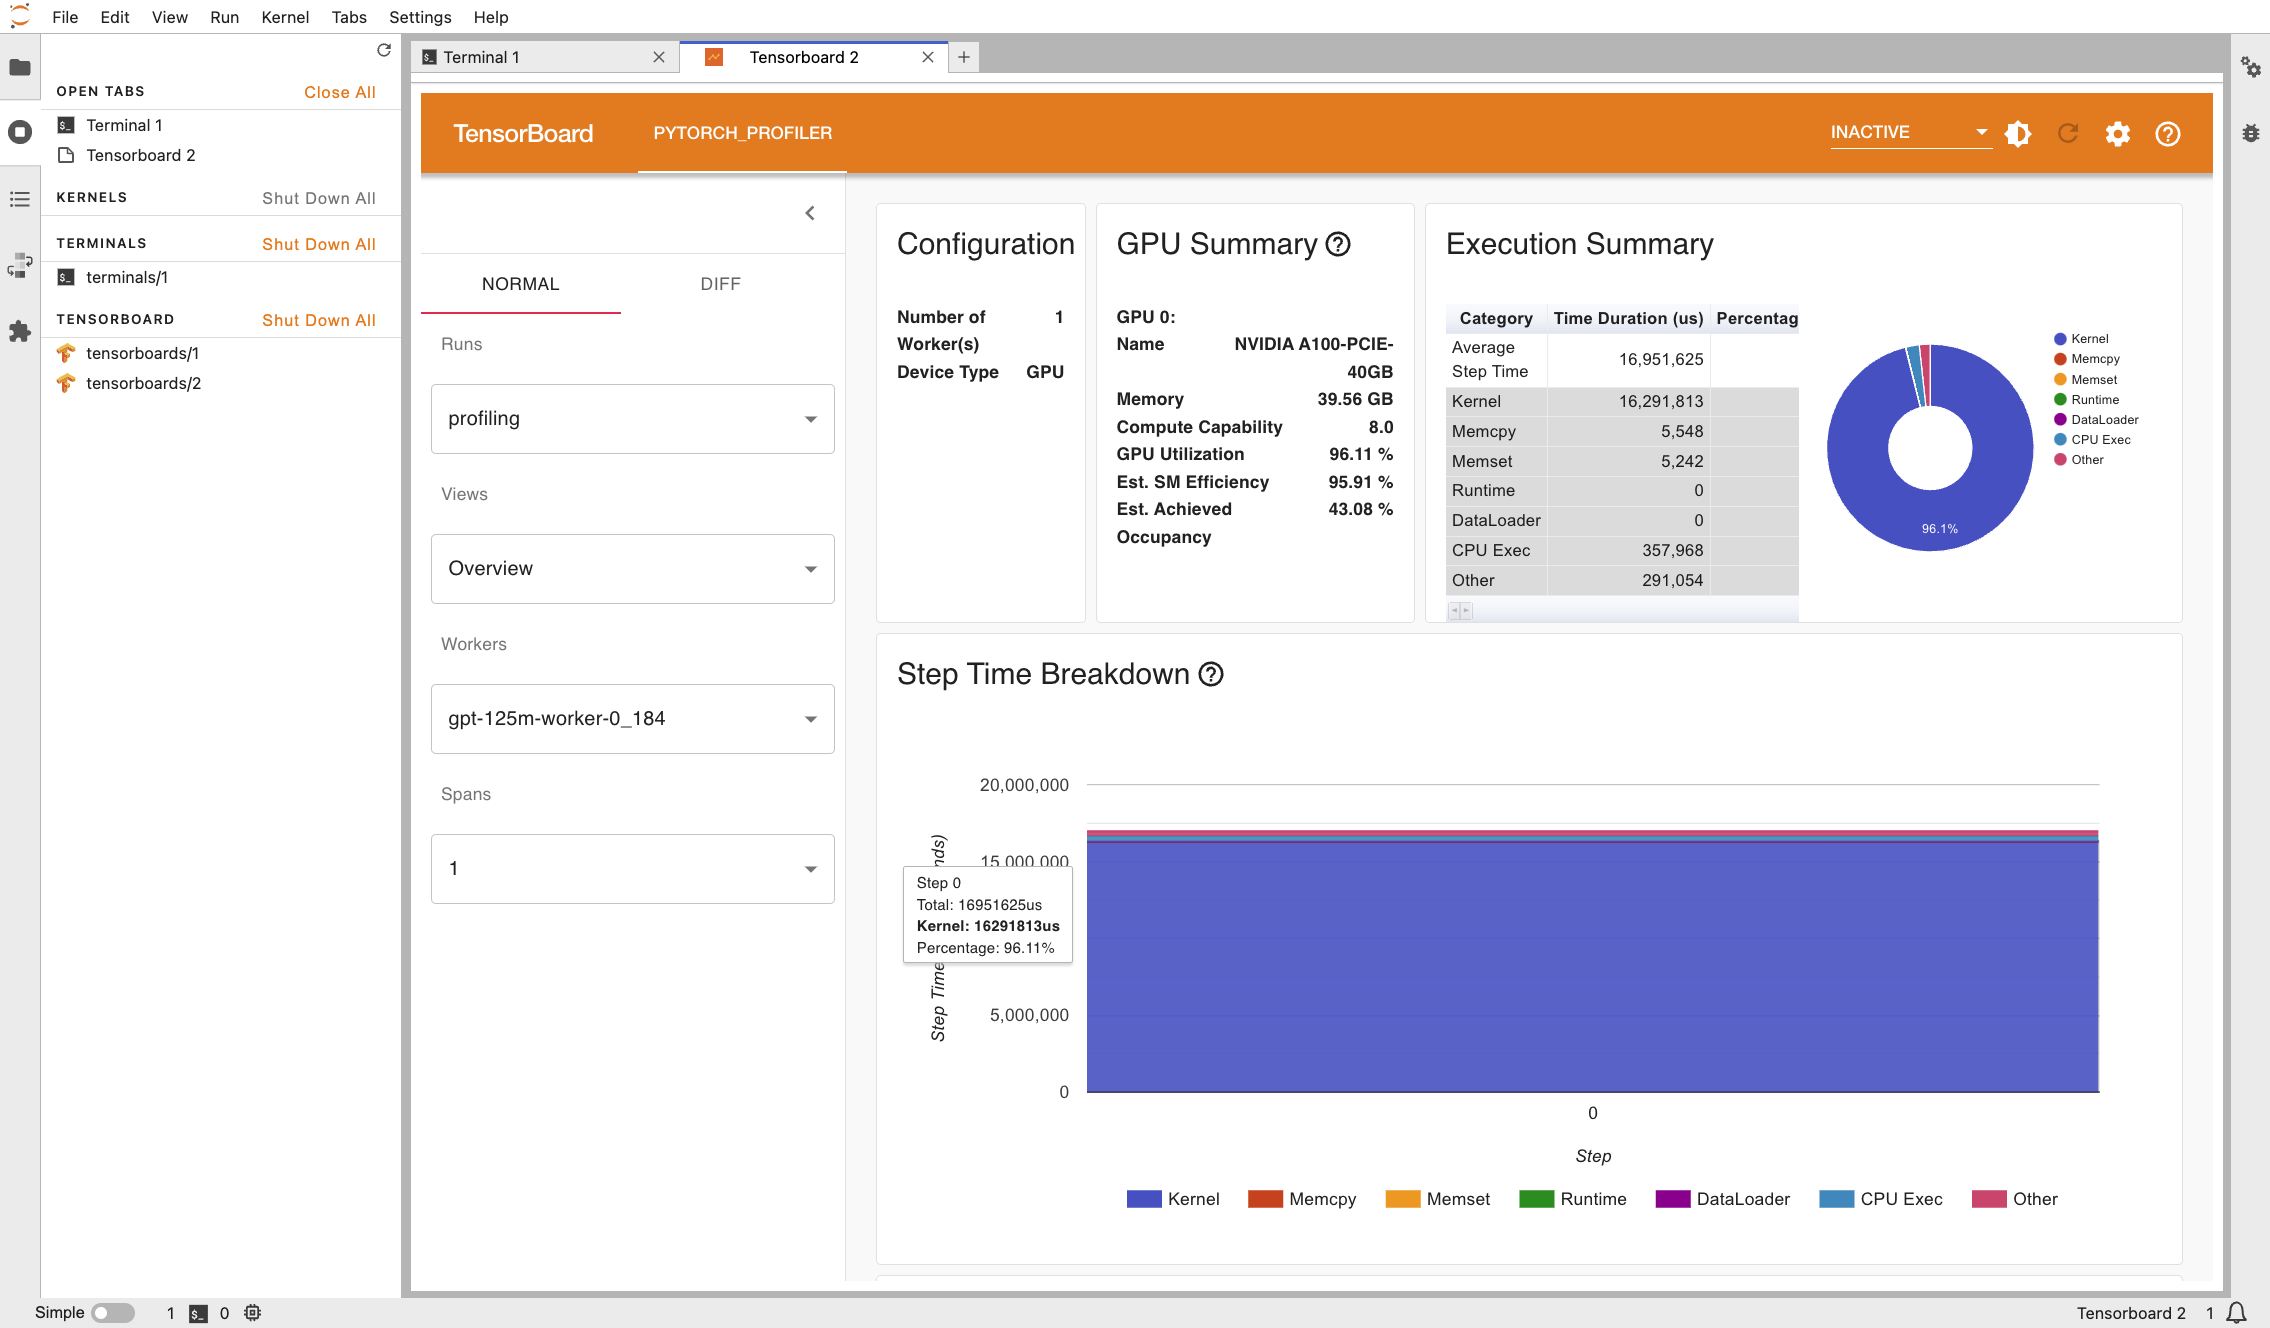 File Edit View Run Kernel Tabs Settings Help
OPEN TABS Close All
Terminal 1
Tensorboard 2
KERNELS Shut Down All
TERMINALS Shut Down All
terminals/1
TENSORBOARD Shut Down All
tensorboards/1
tensorboards/2
Terminal 1
Tensorboard 2
TensorBoard PYTORCH_PROFILER INACTIVE
NORMAL DIFF
Runs
profiling
Views
Overview
Workers
gpt-125m-worker-0_184
Spans
1
Configuration
Number of 1
Worker(s)
Device Type GPU
GPU Summary
GPU 0:
Name NVIDIA A100-PCIE-
40GB
Memory 39.56 GB
Compute Capability 8.0
GPU Utilization 96.11 %
Est. SM Efficiency 95.91 %
Est. Achieved 43.08 %
Occupancy
Execution Summary
Category Time Duration (us) Percentag
Average
Step Time 16,951,625
Kernel 16,291,813
Memcpy 5,548
Memset 5,242
Runtime 0
DataLoader 0
CPU Exec 357,968
Other 291,054
96.1%
Kernel
Memcpy
Memset
Runtime
DataLoader
CPU Exec
Other
Step Time Breakdown
20,000,000
15,000,000
5,000,000
0
Step Time nds)
Step 0
Total: 16951625us
Kernel: 16291813us
Percentage: 96.11%
0
Step
Kernel Memcpy Memset Runtime DataLoader CPU Exec Other
Simple 1 $_ 0
Tensorboard 2 1